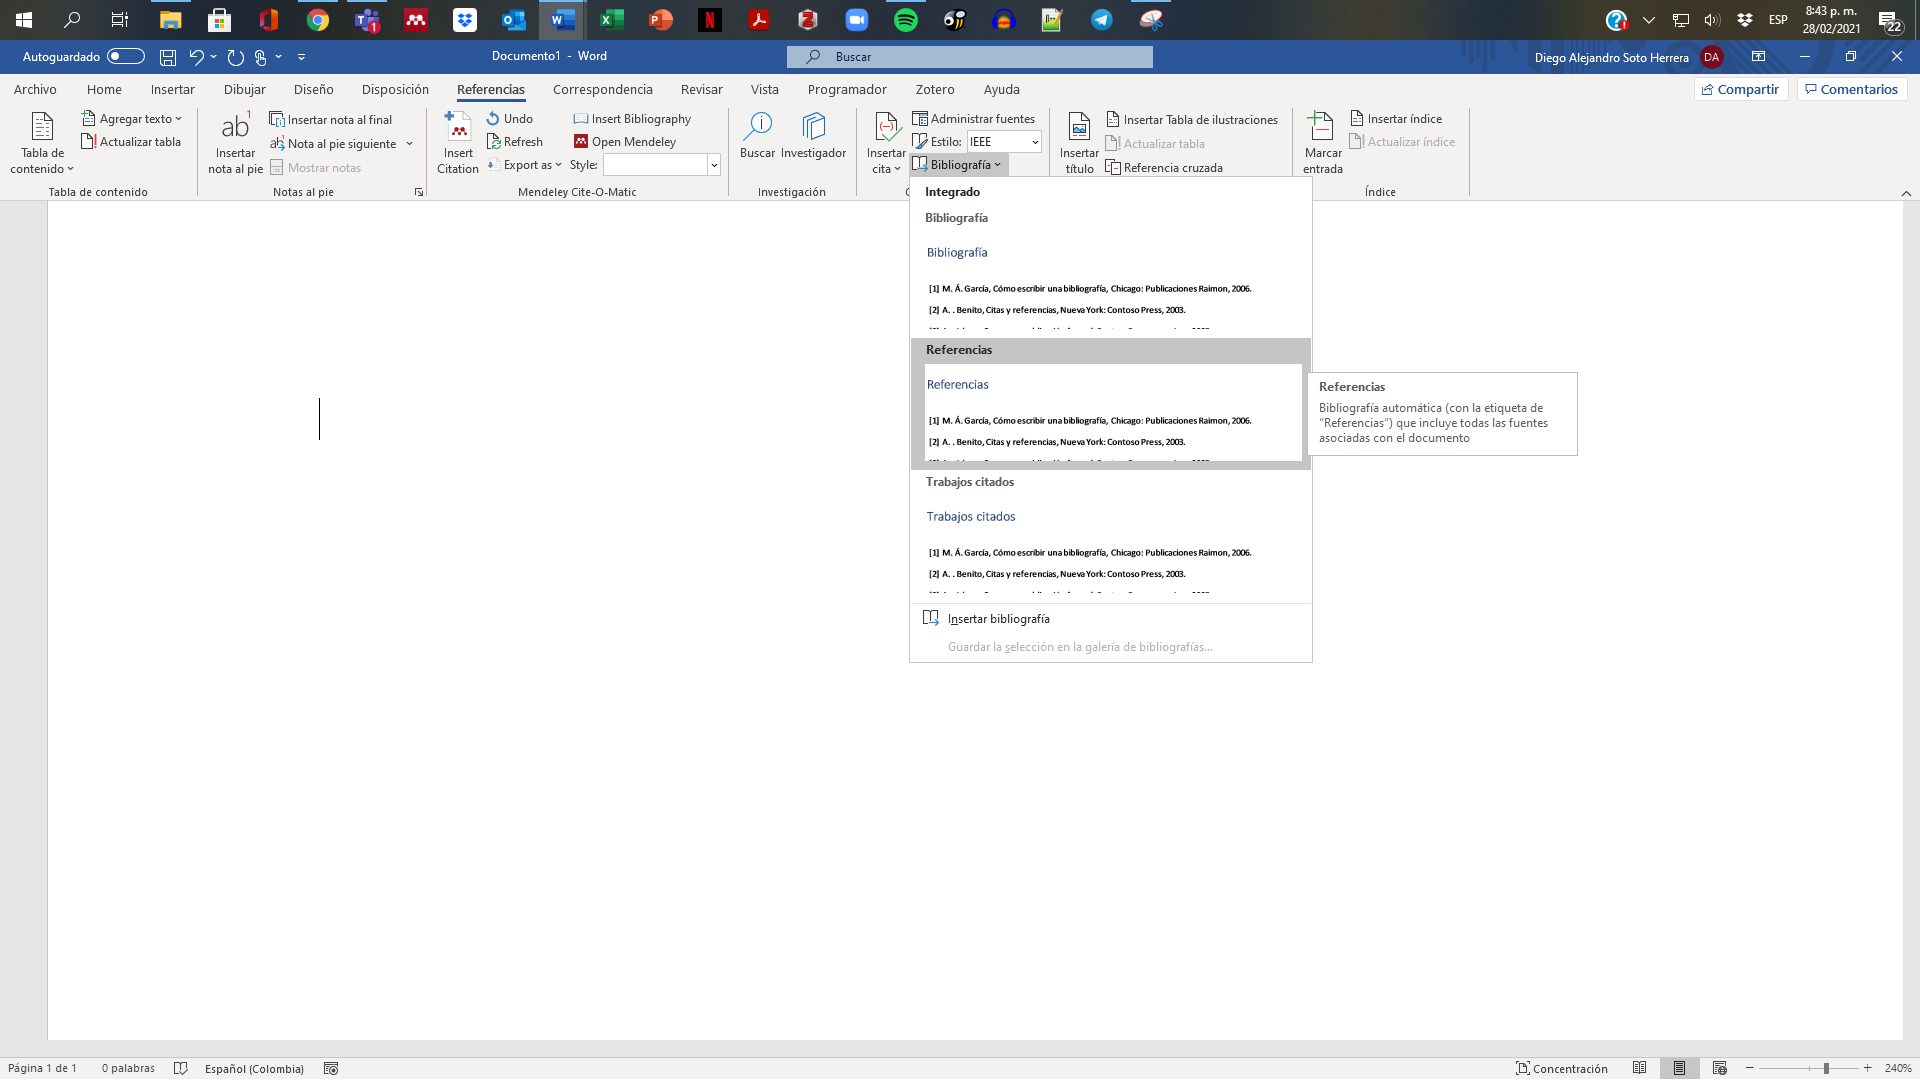 8:43 p. m.
ESP
28/02/2021
22
1
Autoguardado
Documento1 - Word
Buscar
Diego Alejandro Soto Herrera
DA
Archivo
Home
Insertar
Dibujar
Diseño
Disposición
Referencias
Correspondencia
Revisar
Vista
Programador
Zotero
Ayuda
Compartir
Comentarios
Tabla de
contenido
Agregar texto
Actualizar tabla
Tabla de contenido
ab1
Insertar
nota al pie
Insertar nota al final
Nota al pie siguiente
Mostrar notas
Notas al pie
Insert
Citation
Undo
Refresh
Export as
Insert Bibliography
Open Mendeley
Style:
Mendeley Cite-O-Matic
Buscar
Investigador
Investigación
Insertar
cita
Administrar fuentes
Estilo:
IEEE
Bibliografía
Insertar
título
Insertar Tabla de ilustraciones
Actualizar tabla
Referencia cruzada
Marcar
entrada
Insertar índice
Actualizar índice
Índice
Integrado
Bibliografía
Bibliografía
[1] M. Á. García, Cómo escribir una bibliografía, Chicago: Publicaciones Raimon, 2006.
[2] A. . Benito, Citas y referencias, Nueva York: Contoso Press, 2003.
Referencias
Referencias
[1] M. Á. García, Cómo escribir una bibliografía, Chicago: Publicaciones Raimon, 2006.
[2] A. . Benito, Citas y referencias, Nueva York: Contoso Press, 2003.
Referencias
Bibliografía automática (con la etiqueta de
"Referencias") que incluye todas las fuentes
asociadas con el documento
Trabajos citados
Trabajos citados
[1] M. Á. García, Cómo escribir una bibliografía, Chicago: Publicaciones Raimon, 2006.
[2] A. . Benito, Citas y referencias, Nueva York: Contoso Press, 2003.
Insertar bibliografía
Guardar la selección en la galería de bibliografías...
Página 1 de 1
0 palabras
Español (Colombia)
Concentración
240%